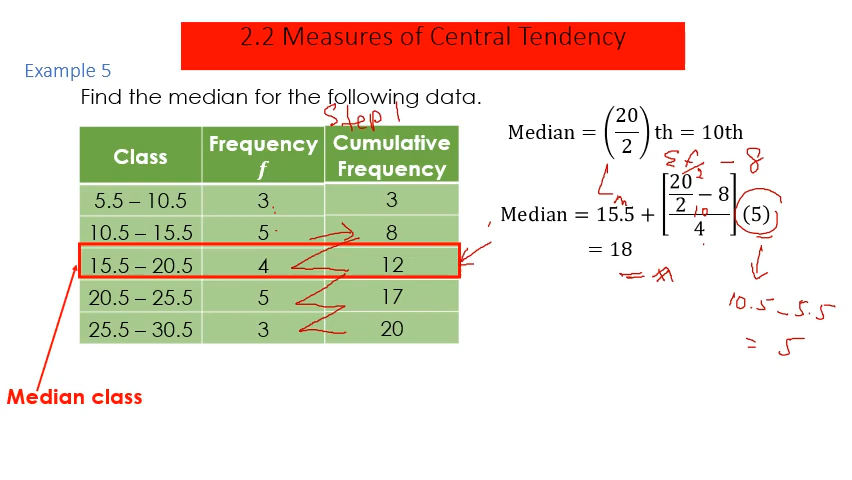 2.2 Measures of Central Tendency
Example 5
Find the median for the following data.
Step 1
Class Frequency f Cumulative Frequency
5.5 – 10.5 3 3
10.5 – 15.5 5 8
15.5 – 20.5 4 12
20.5 – 25.5 5 17
25.5 – 30.5 3 20
Median class
Median = (20/2) th = 10th
Σf/2 – 8
Lm
Median = 15.5 + [(20/2 − 8)/4] (5)
10
= 18
10.5 – 5.5
= 5